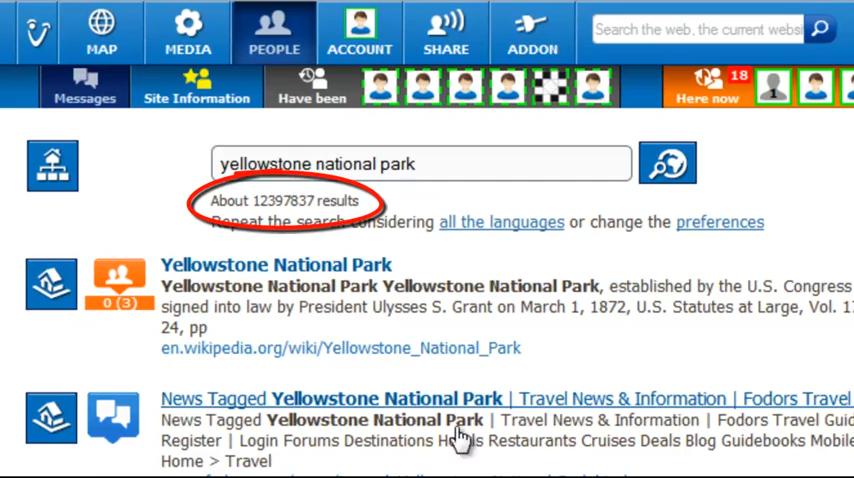 MAP MEDIA PEOPLE ACCOUNT SHARE ADDON
Search the web, the current websi
Messages Site Information Have been Here now 18 1
yellowstone national park
About 12397837 results
Repeat the search considering all the languages or change the preferences
Yellowstone National Park
Yellowstone National Park Yellowstone National Park, established by the U.S. Congress
0 (3)
signed into law by President Ulysses S. Grant on March 1, 1872, U.S. Statutes at Large, Vol. 17
24, pp
en.wikipedia.org/wiki/Yellowstone_National_Park
News Tagged Yellowstone National Park | Travel News & Information | Fodors Travel
News Tagged Yellowstone National Park | Travel News & Information | Fodors Travel Guid
Register | Login Forums Destinations Hotels Restaurants Cruises Deals Blog Guidebooks Mobile
Home > Travel